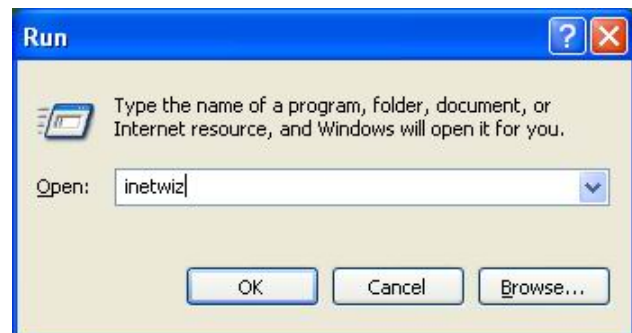 Run
Type the name of a program, folder, document, or
Internet resource, and Windows will open it for you.
Open: inetwiz
OK Cancel Browse...